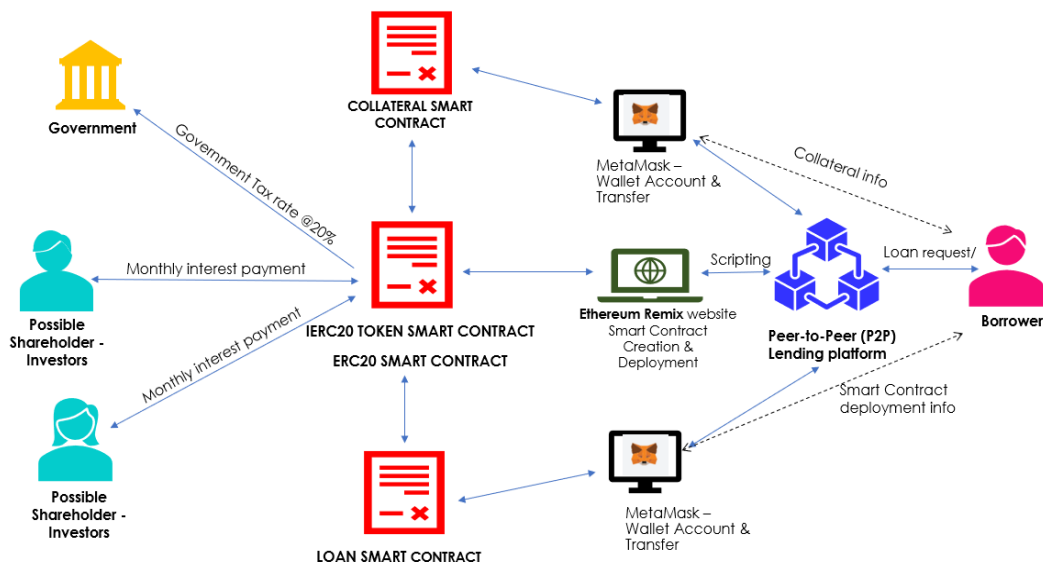 Government
Government Tax rate @20%
COLLATERAL SMART
CONTRACT
MetaMask –
Wallet Account &
Transfer
Collateral info
Possible
Shareholder -
Investors
Monthly interest payment
IERC20 TOKEN SMART CONTRACT
ERC20 SMART CONTRACT
Ethereum Remix website
Smart Contract
Creation &
Deployment
Scripting
Peer-to-Peer (P2P)
Lending platform
Loan request/
Borrower
Monthly interest payment
Possible
Shareholder -
Investors
Smart Contract
deployment info
MetaMask –
Wallet Account &
Transfer
LOAN SMART CONTRACT